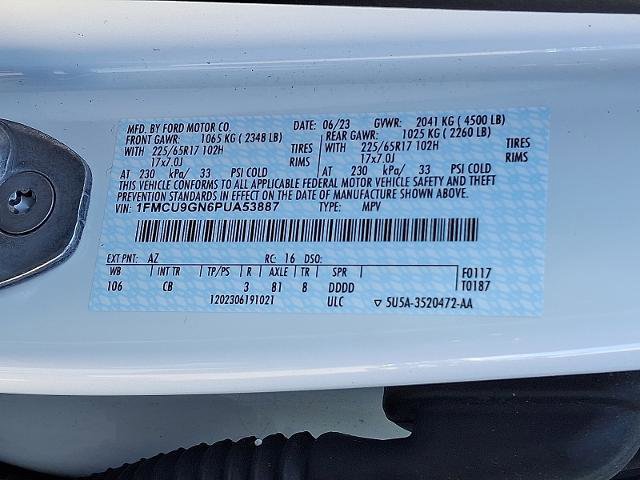 MFD. BY FORD MOTOR CO. DATE: 06/23 GVWR: 2041 KG ( 4500 LB)
FRONT GAWR: 1065 KG ( 2348 LB) REAR GAWR: 1025 KG ( 2260 LB)
WITH 225/65R17 102H TIRES WITH 225/65R17 102H TIRES
17x7.0J RIMS 17x7.0J RIMS
AT 230 kPa/ 33 PSI COLD AT 230 kPa/ 33 PSI COLD
THIS VEHICLE CONFORMS TO ALL APPLICABLE FEDERAL MOTOR VEHICLE SAFETY AND THEFT
PREVENTION STANDARDS IN EFFECT ON THE DATE OF MANUFACTURE SHOWN ABOVE.
VIN: 1FMCU9GN6PUA53887 TYPE: MPV
EXT PNT: AZ RC: 16 DSO:
WB INT TR TP/PS R AXLE TR SPR F0117
106 CB 3 81 8 DDDD T0187
1202306191021 ULC ▽ 5U5A-3520472-AA